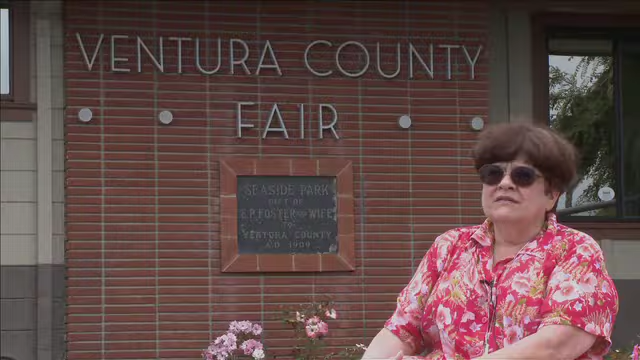 VENTURA COUNTY
FAIR
SEASIDE PARK
GIFT OF
E.P. FOSTER AND WIFE
TO
VENTURA COUNTY
A.D. 1909